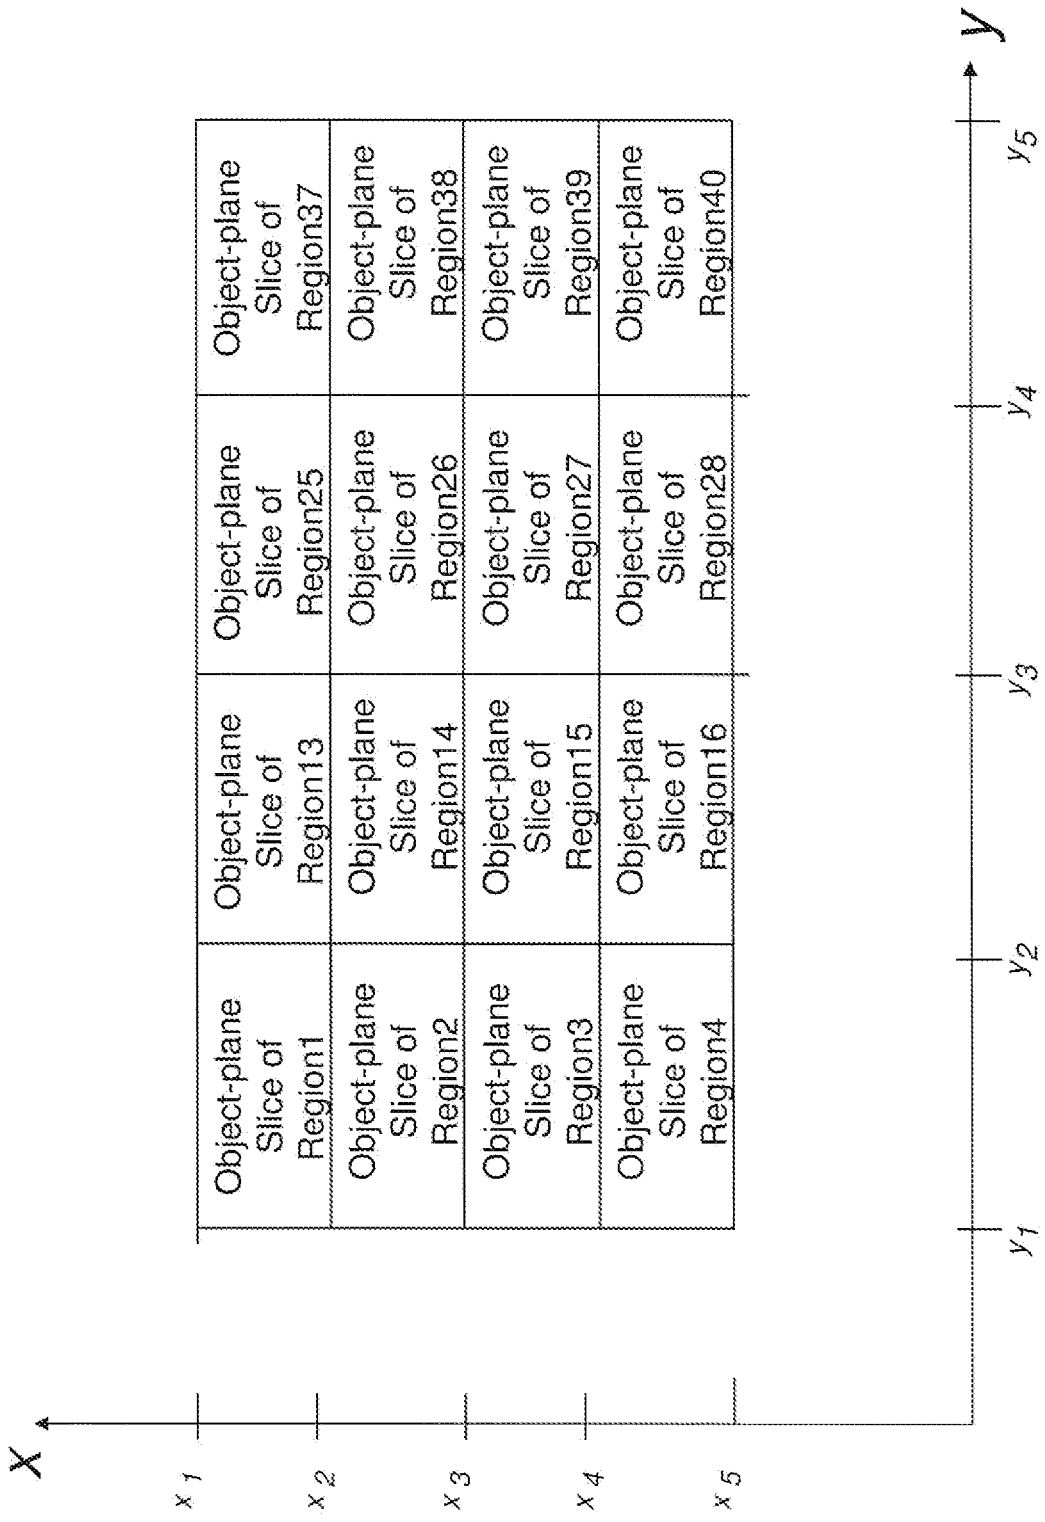 X
x1
x2
x3
x4
x5
Object-plane
Slice of
Region1
Object-plane
Slice of
Region13
Object-plane
Slice of
Region25
Object-plane
Slice of
Region37
Object-plane
Slice of
Region2
Object-plane
Slice of
Region14
Object-plane
Slice of
Region26
Object-plane
Slice of
Region38
Object-plane
Slice of
Region3
Object-plane
Slice of
Region15
Object-plane
Slice of
Region27
Object-plane
Slice of
Region39
Object-plane
Slice of
Region4
Object-plane
Slice of
Region16
Object-plane
Slice of
Region28
Object-plane
Slice of
Region40
y
y1
y2
y3
y4
y5